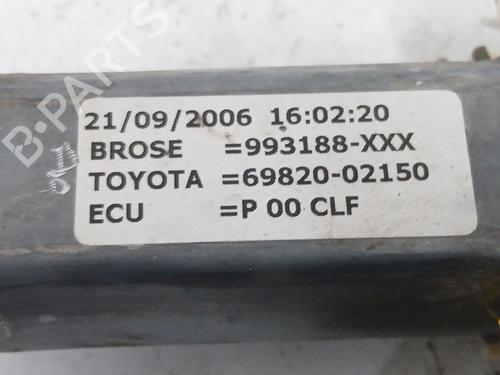 B-PARTS
21/09/2006 16:02:20
BROSE =993188-XXX
TOYOTA =69820-02150
ECU =P 00 CLF